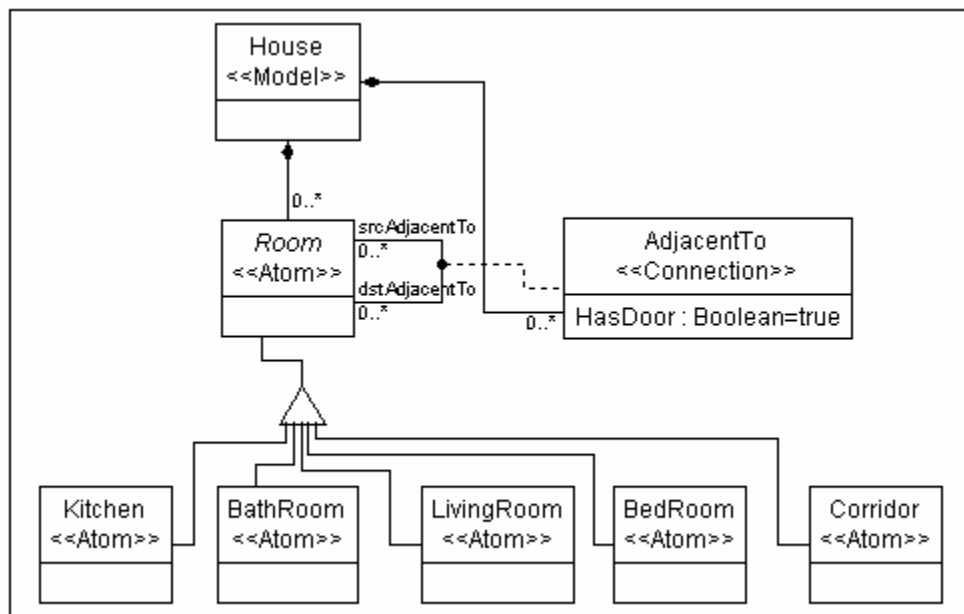 House
<<Model>>
0..*
Room
<<Atom>>
srcAdjacentTo
0..*
dstAdjacentTo
0..*
AdjacentTo
<<Connection>>
HasDoor : Boolean=true
0..*
Kitchen
<<Atom>>
BathRoom
<<Atom>>
LivingRoom
<<Atom>>
BedRoom
<<Atom>>
Corridor
<<Atom>>